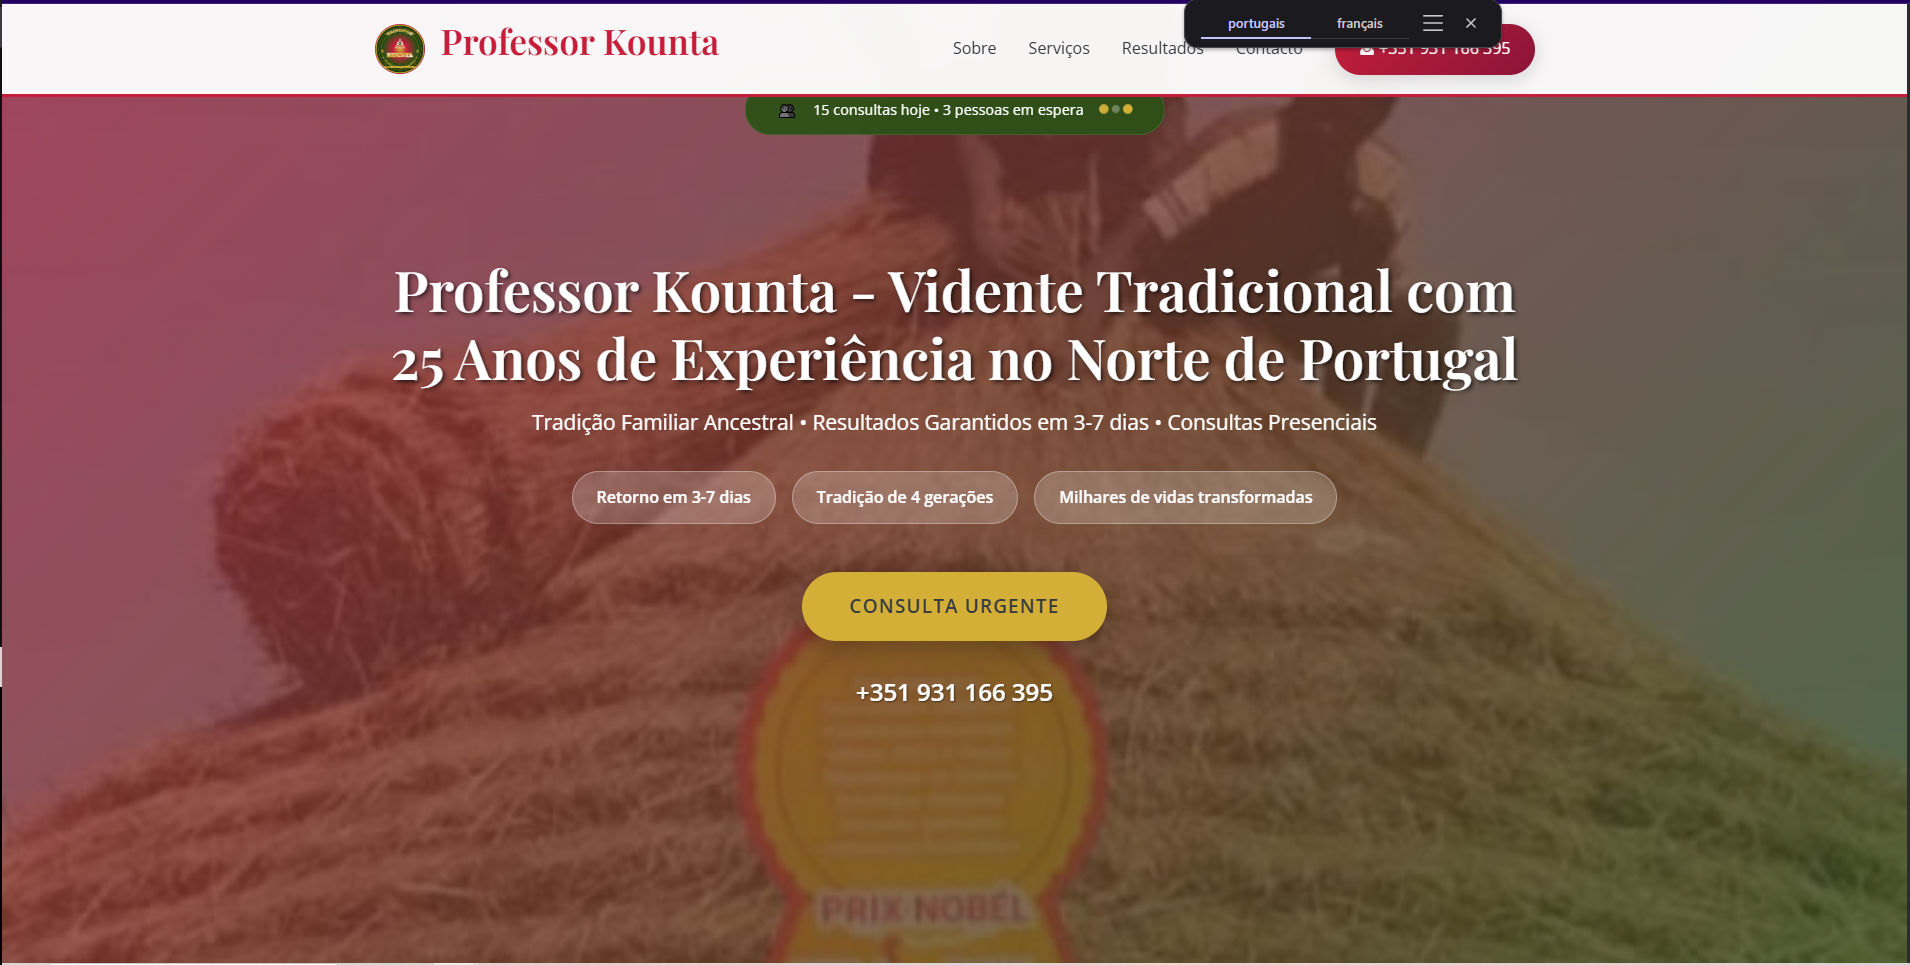 Professor Kounta
Sobre
Serviços
Resultados
Contacto
+351 931 166 395
portugais
français
15 consultas hoje • 3 pessoas em espera
Professor Kounta - Vidente Tradicional com
25 Anos de Experiência no Norte de Portugal
Tradição Familiar Ancestral • Resultados Garantidos em 3-7 dias • Consultas Presenciais
Retorno em 3-7 dias
Tradição de 4 gerações
Milhares de vidas transformadas
CONSULTA URGENTE
+351 931 166 395
PRIX NOBÉL